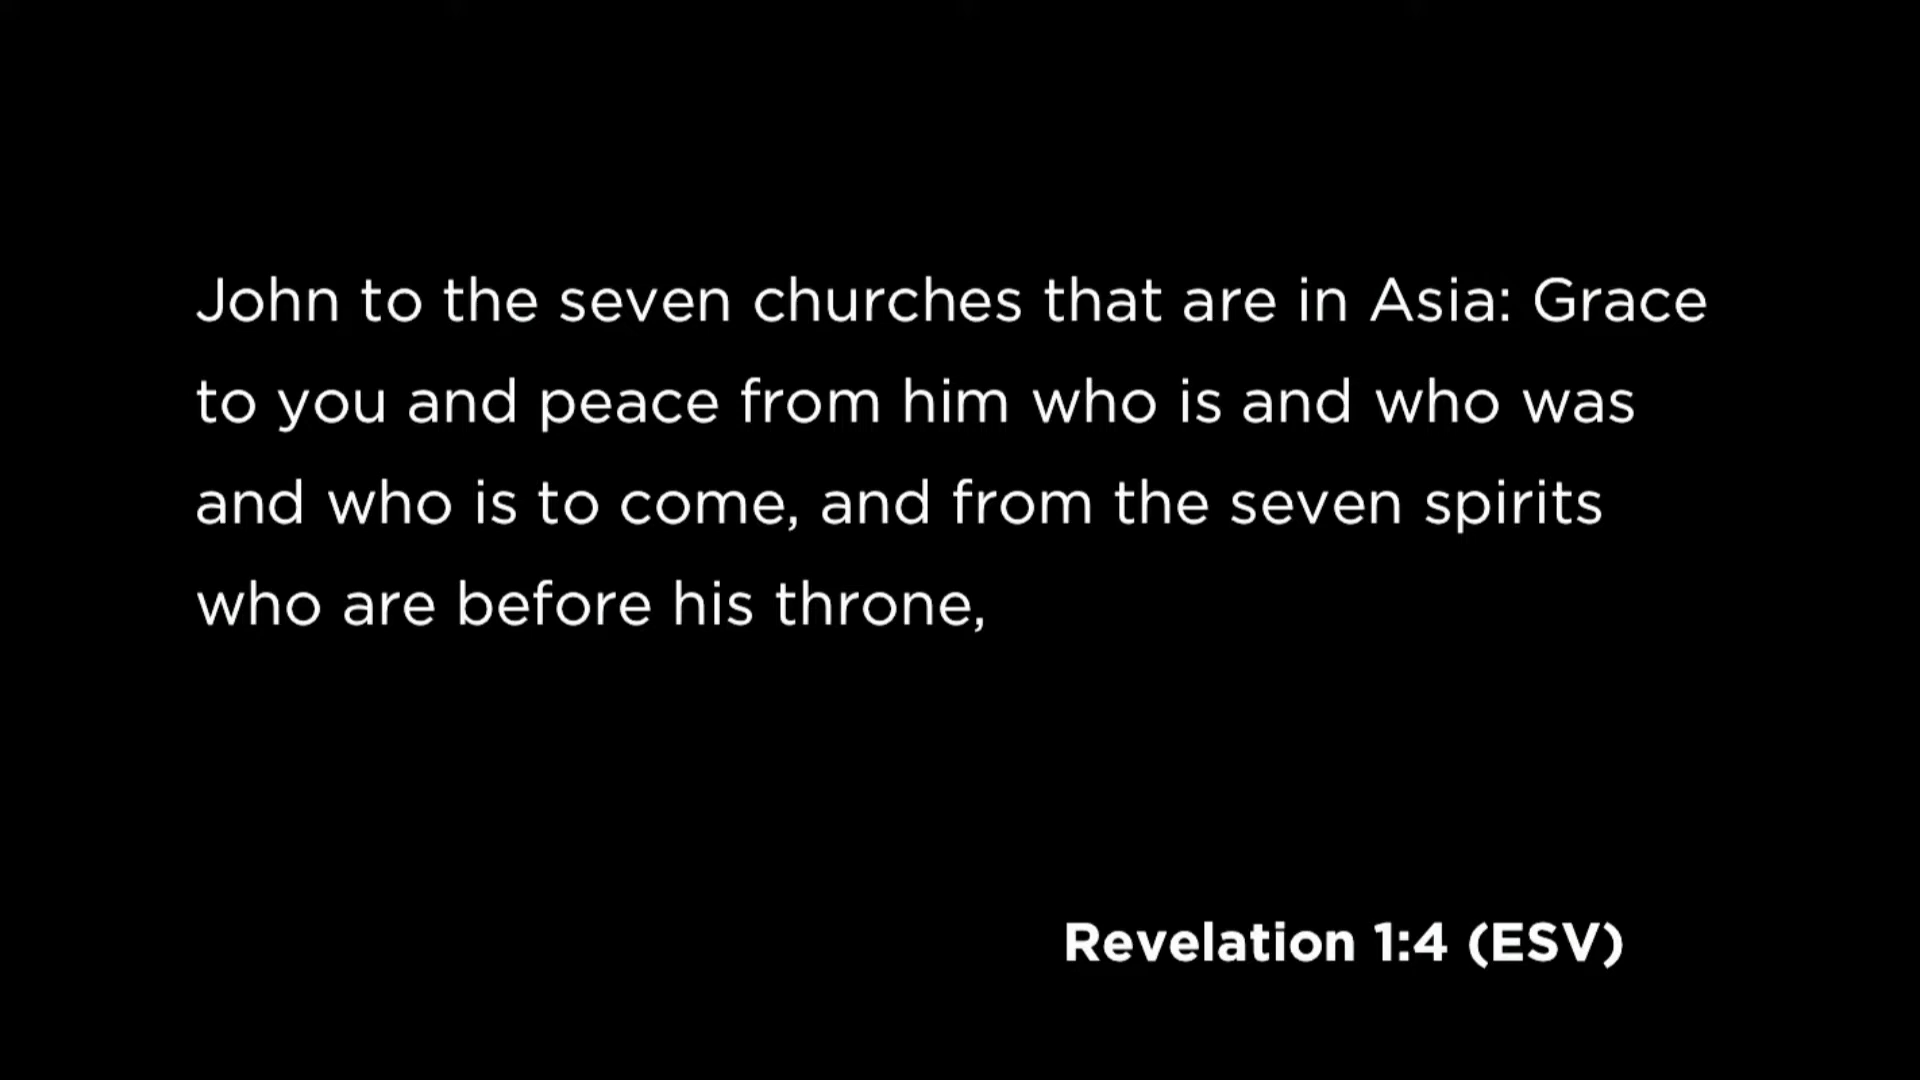 John to the seven churches that are in Asia: Grace
to you and peace from him who is and who was
and who is to come, and from the seven spirits
who are before his throne,
Revelation 1:4 (ESV)